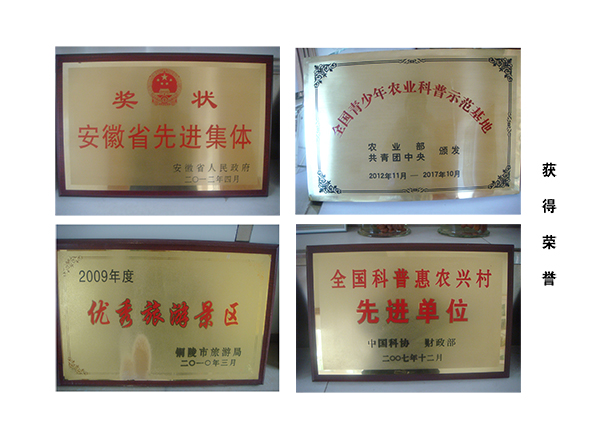 奖状
安徽省先进集体
安徽省人民政府
二〇一二年四月
全国青少年农业科普示范基地
农业部
共青团中央
颁发
2012年11月 — 2017年10月
2009年度
优秀旅游景区
铜陵市旅游局
二〇一〇年三月
全国科普惠农兴村
先进单位
中国科协 财政部
二〇〇七年十二月
获得荣誉